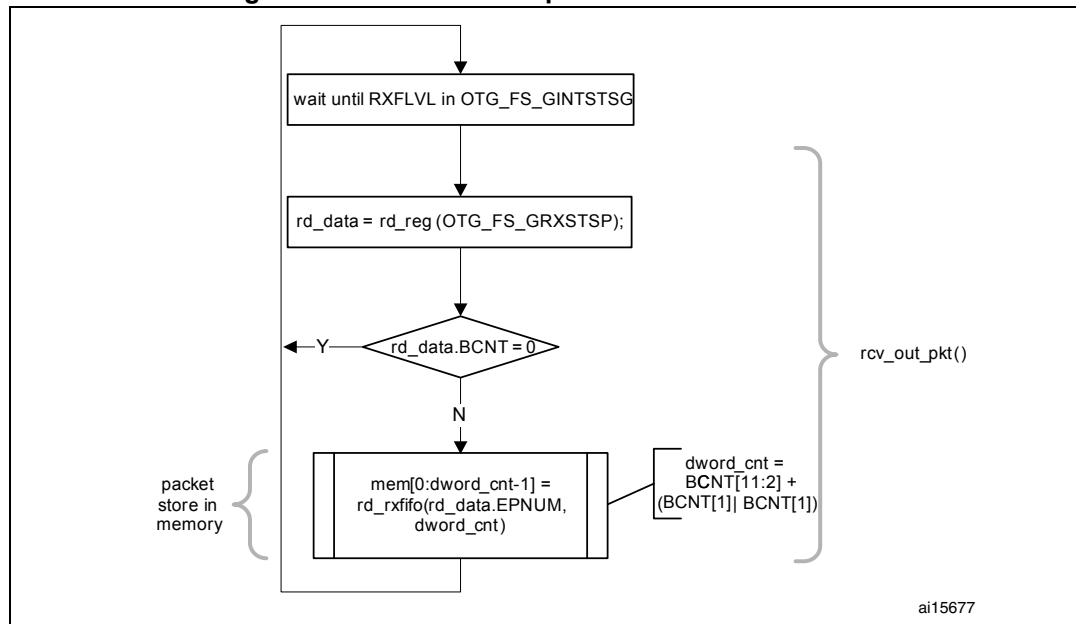 wait until RXFLVL in OTG_FS_GINTSTSG
rd_data = rd_reg (OTG_FS_GRXSTSP);
rd_data.BCNT = 0
Y
N
rcv_out_pkt()
packet
store in
memory
mem[0:dword_cnt-1] =
rd_rxfifo(rd_data.EPNUM,
dword_cnt)
dword_cnt =
BCNT[11:2] +
(BCNT[1] | BCNT[1])
ai15677